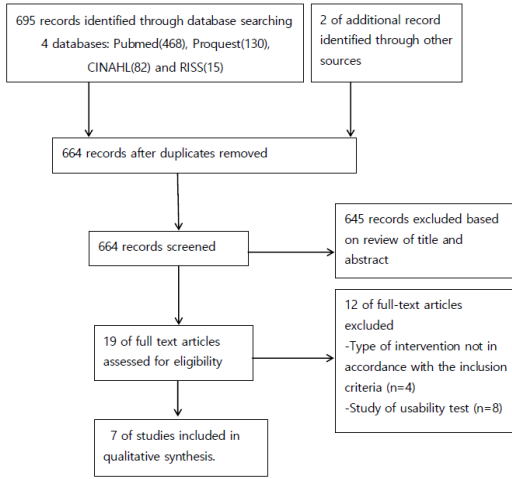 695 records identified through database searching
4 databases: Pubmed(468), Proquest(130),
CINAHL(82) and RISS(15)
2 of additional record
identified through other
sources
664 records after duplicates removed
664 records screened
645 records excluded based
on review of title and
abstract
19 of full text articles
assessed for eligibility
12 of full-text articles
excluded
-Type of intervention not in
accordance with the inclusion
criteria (n=4)
-Study of usability test (n=8)
7 of studies included in
qualitative synthesis.